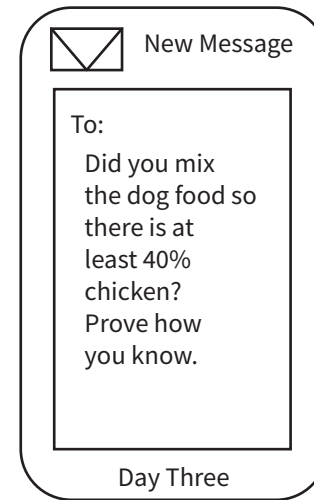 New Message
To:
Did you mix
the dog food so
there is at
least 40%
chicken?
Prove how
you know.
Day Three